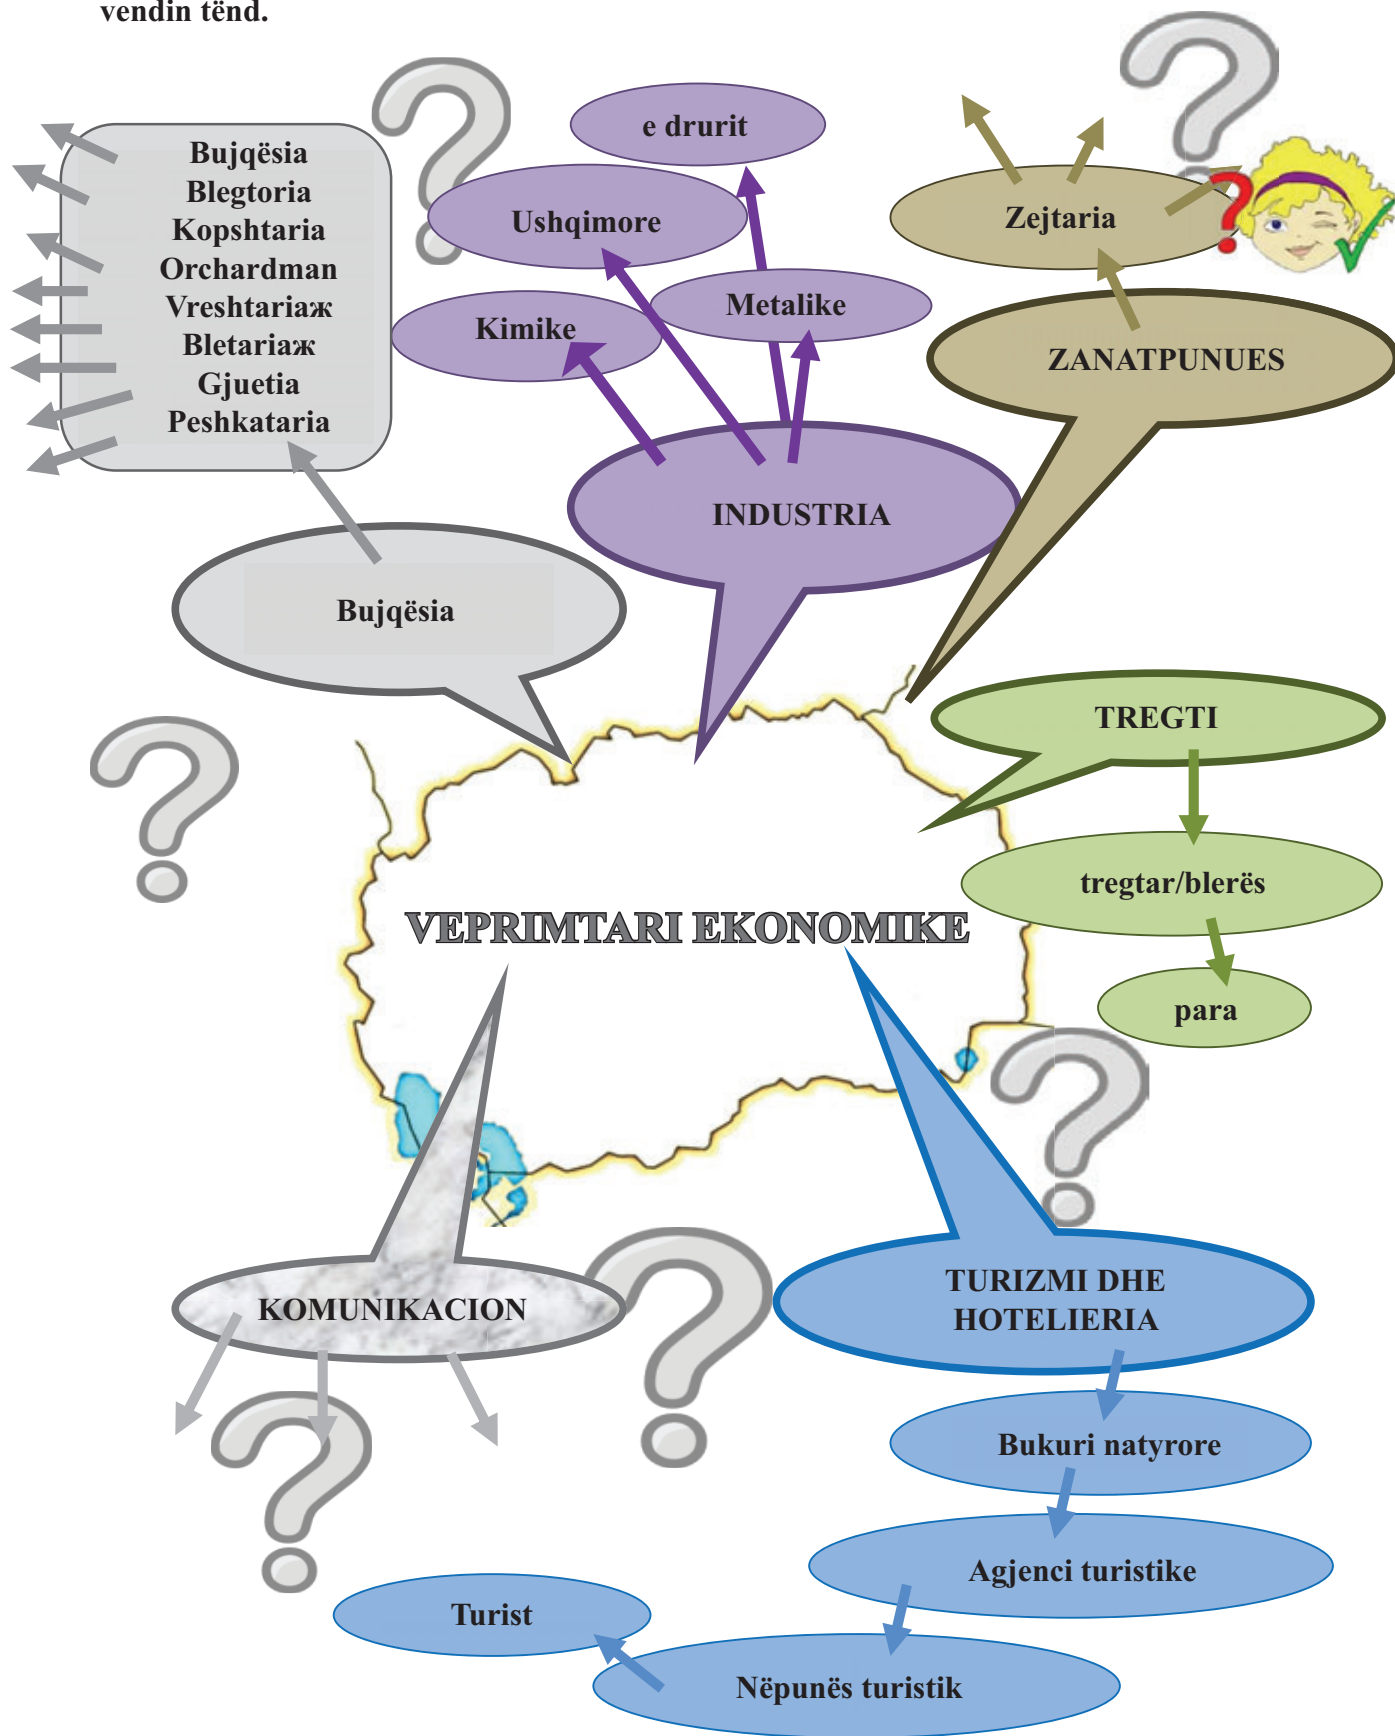 vendin tënd.
Bujqësia
Blegtoria
Kopshtaria
Orchardman
Vreshtariaж
Bletariaж
Gjuetia
Peshkataria
e drurit
Ushqimore
Metalike
Kimike
Zejtaria
ZANATPUNUES
INDUSTRIA
Bujqësia
TREGTI
tregtar/blerës
para
VEPRIMTARI EKONOMIKE
KOMUNIKACION
TURIZMI DHE
HOTELIERIA
Bukuri natyrore
Agjenci turistike
Turist
Nëpunës turistik